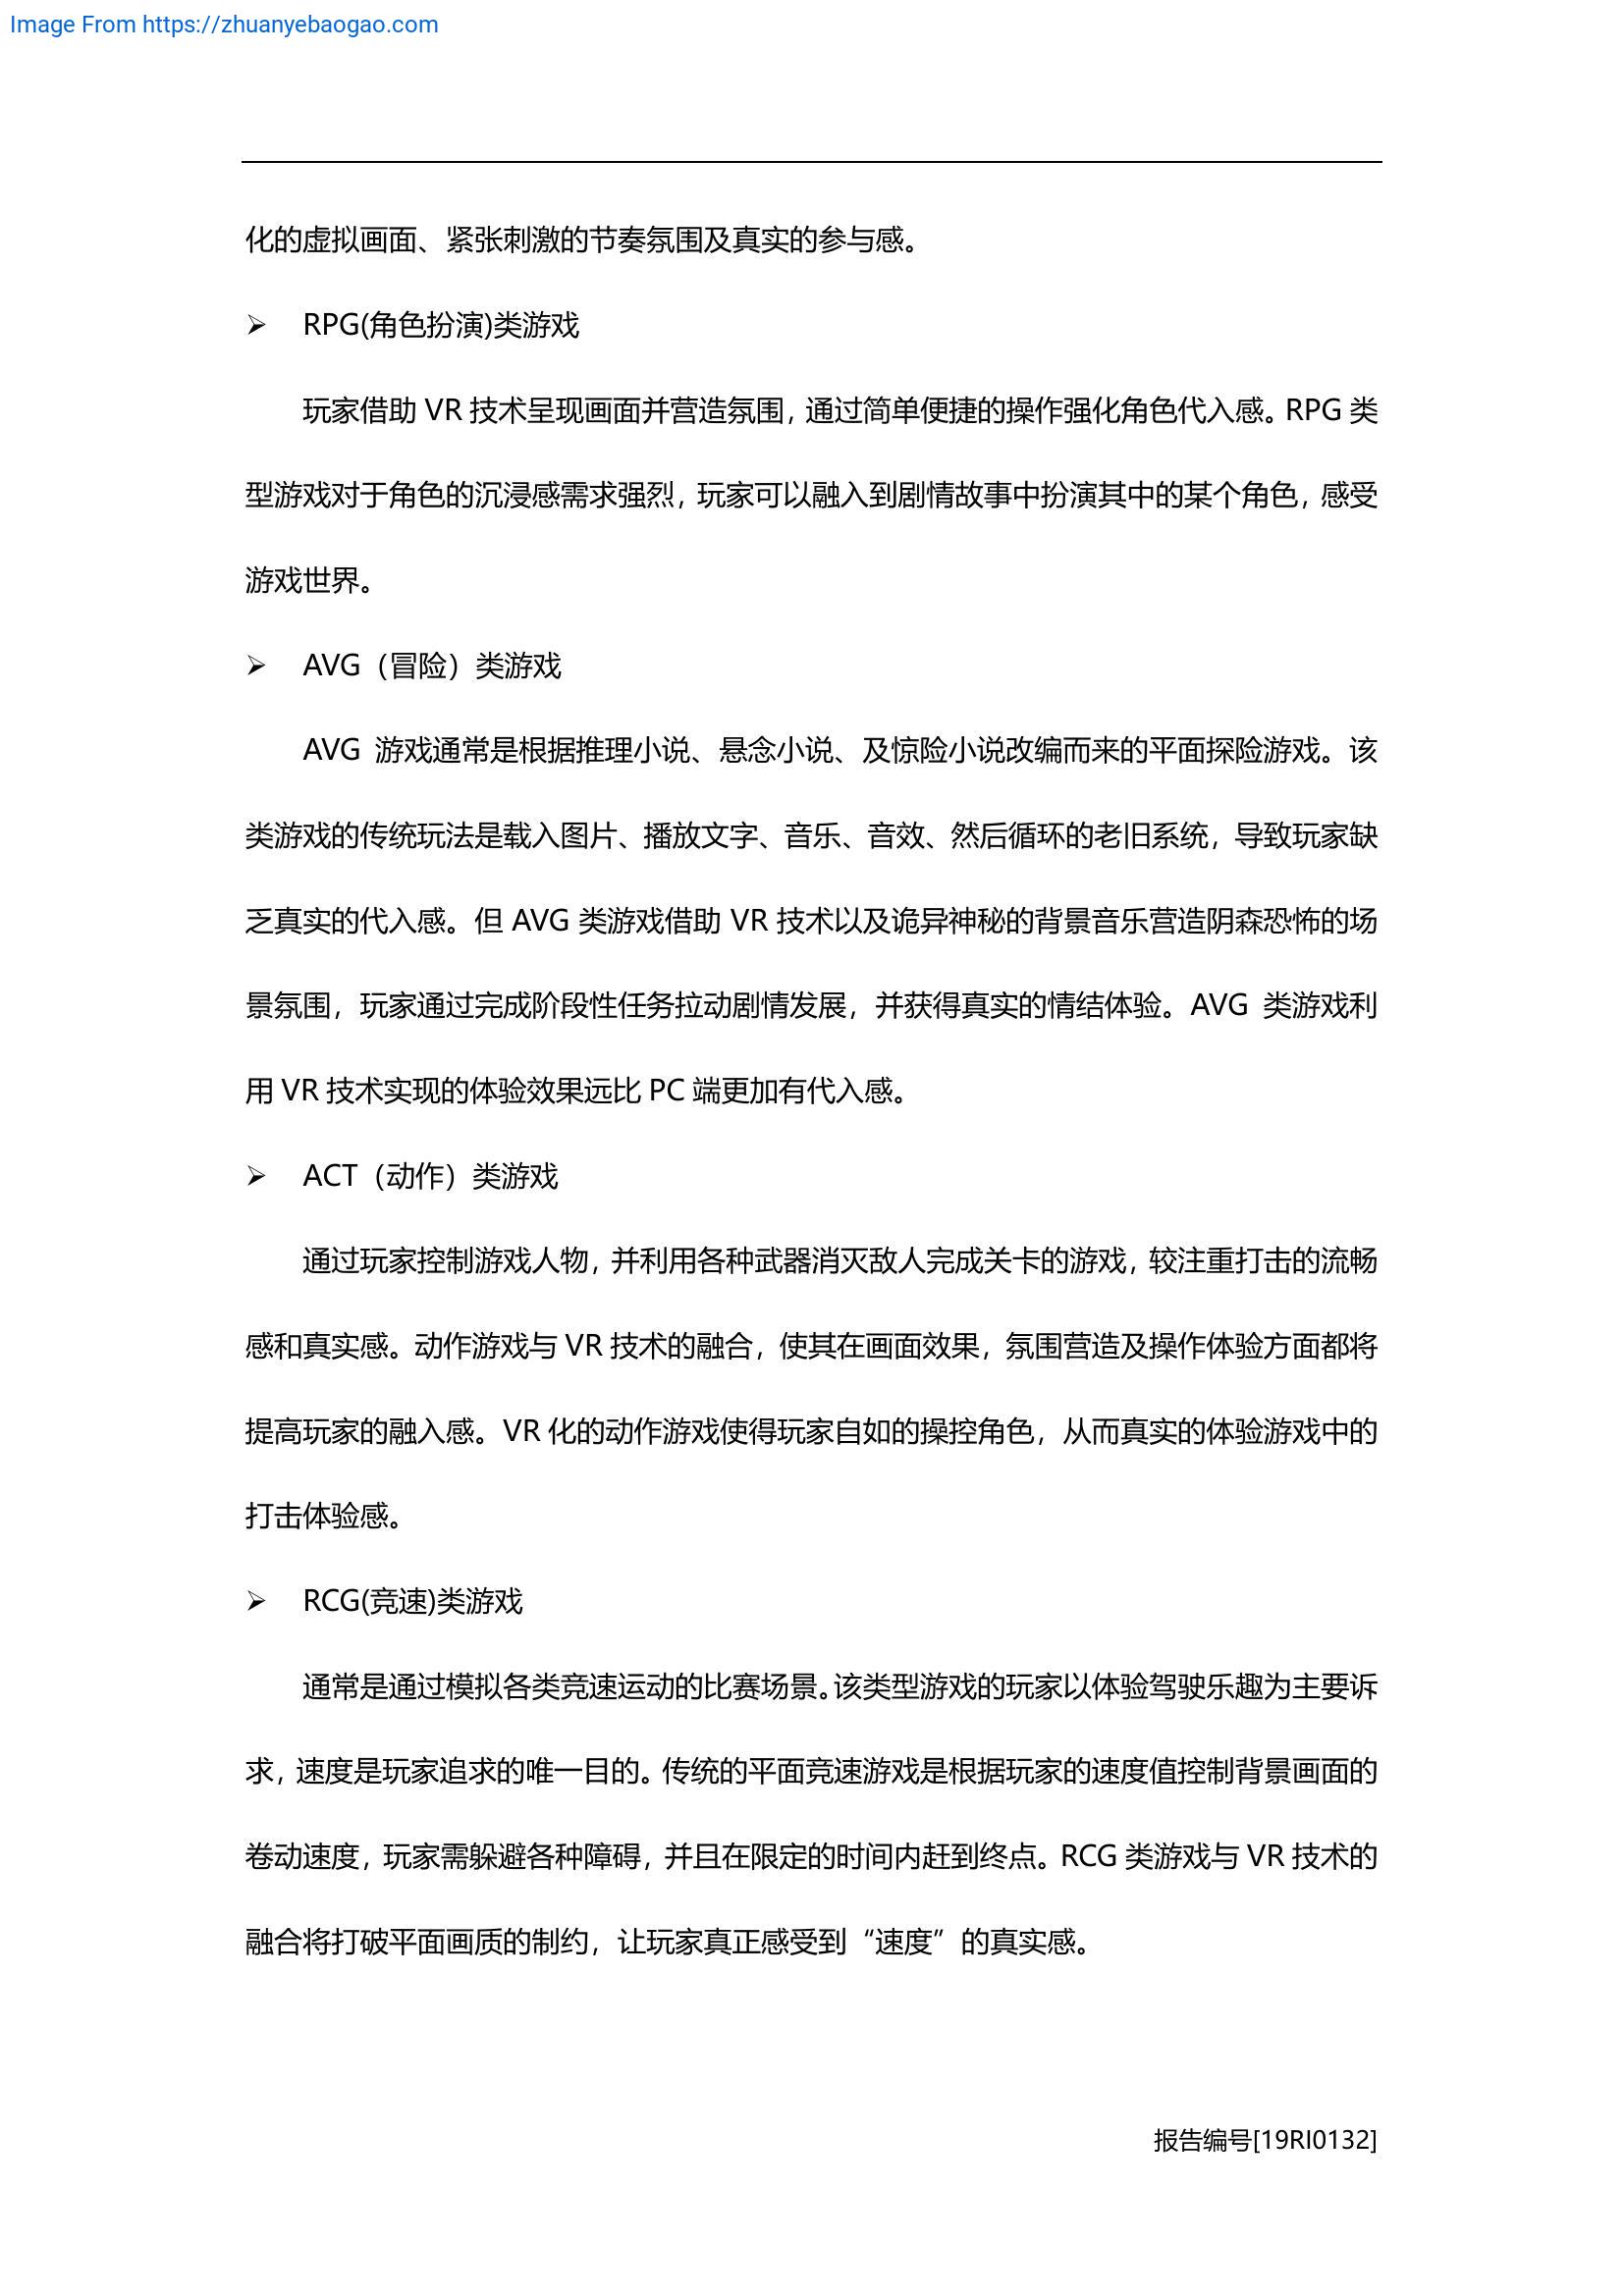 Image From https://zhuanyebaogao.com
化的虚拟画面、紧张刺激的节奏氛围及真实的参与感。
➢ RPG(角色扮演)类游戏
玩家借助 VR 技术呈现画面并营造氛围，通过简单便捷的操作强化角色代入感。RPG 类
型游戏对于角色的沉浸感需求强烈，玩家可以融入到剧情故事中扮演其中的某个角色，感受
游戏世界。
➢ AVG（冒险）类游戏
AVG 游戏通常是根据推理小说、悬念小说、及惊险小说改编而来的平面探险游戏。该
类游戏的传统玩法是载入图片、播放文字、音乐、音效、然后循环的老旧系统，导致玩家缺
乏真实的代入感。但 AVG 类游戏借助 VR 技术以及诡异神秘的背景音乐营造阴森恐怖的场
景氛围，玩家通过完成阶段性任务拉动剧情发展，并获得真实的情结体验。AVG 类游戏利
用 VR 技术实现的体验效果远比 PC 端更加有代入感。
➢ ACT（动作）类游戏
通过玩家控制游戏人物，并利用各种武器消灭敌人完成关卡的游戏，较注重打击的流畅
感和真实感。动作游戏与 VR 技术的融合，使其在画面效果，氛围营造及操作体验方面都将
提高玩家的融入感。VR 化的动作游戏使得玩家自如的操控角色，从而真实的体验游戏中的
打击体验感。
➢ RCG(竞速)类游戏
通常是通过模拟各类竞速运动的比赛场景。该类型游戏的玩家以体验驾驶乐趣为主要诉
求，速度是玩家追求的唯一目的。传统的平面竞速游戏是根据玩家的速度值控制背景画面的
卷动速度，玩家需躲避各种障碍，并且在限定的时间内赶到终点。RCG 类游戏与 VR 技术的
融合将打破平面画质的制约，让玩家真正感受到“速度”的真实感。
报告编号[19RI0132]